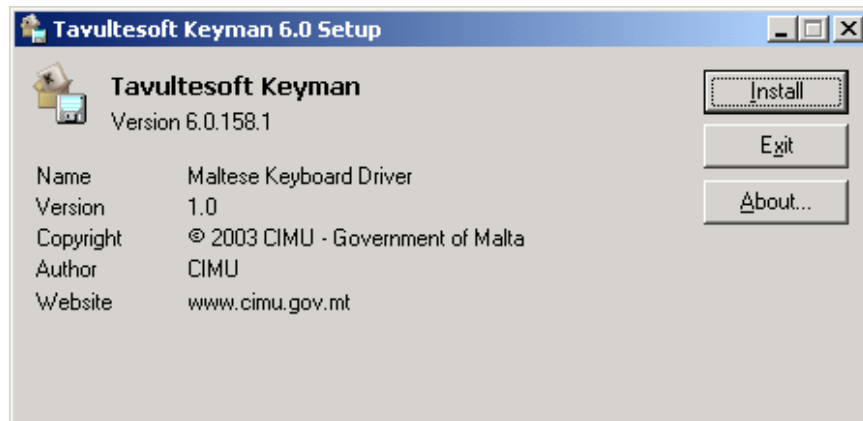 Tavultesoft Keyman 6.0 Setup
Tavultesoft Keyman
Version 6.0.158.1
Install
Exit
About...
Name Maltese Keyboard Driver
Version 1.0
Copyright © 2003 CIMU - Government of Malta
Author CIMU
Website www.cimu.gov.mt